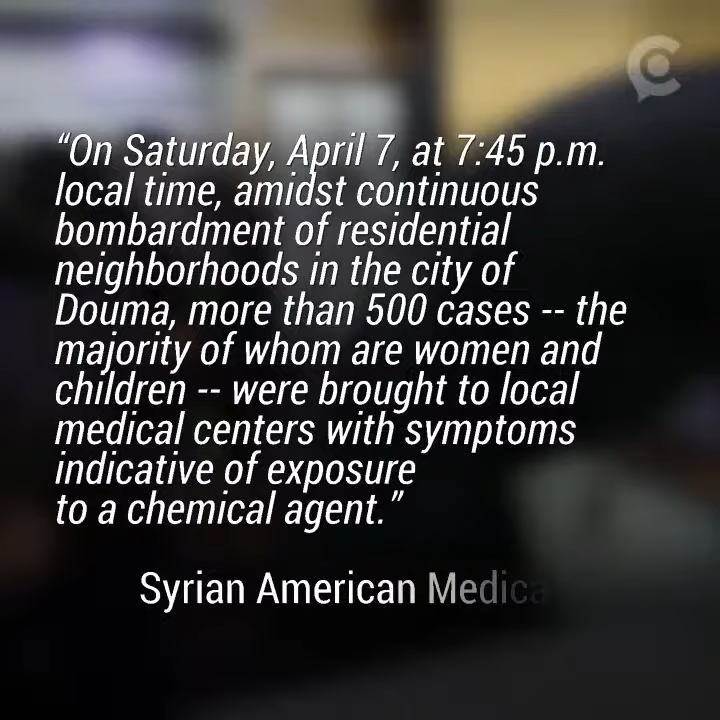 “On Saturday, April 7, at 7:45 p.m.
local time, amidst continuous
bombardment of residential
neighborhoods in the city of
Douma, more than 500 cases -- the
majority of whom are women and
children -- were brought to local
medical centers with symptoms
indicative of exposure
to a chemical agent.”
Syrian American Medica